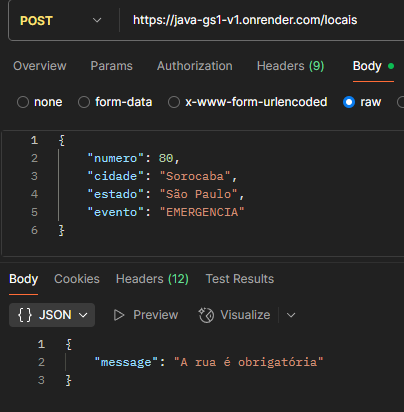 POST https://java-gs1-v1.onrender.com/locais
Overview Params Authorization Headers (9) Body
none form-data x-www-form-urlencoded raw
1 {
2 "numero": 80,
3 "cidade": "Sorocaba",
4 "estado": "São Paulo",
5 "evento": "EMERGENCIA"
6 }
Body Cookies Headers (12) Test Results
{} JSON Preview Visualize
1 {
2 "message": "A rua é obrigatória"
3 }